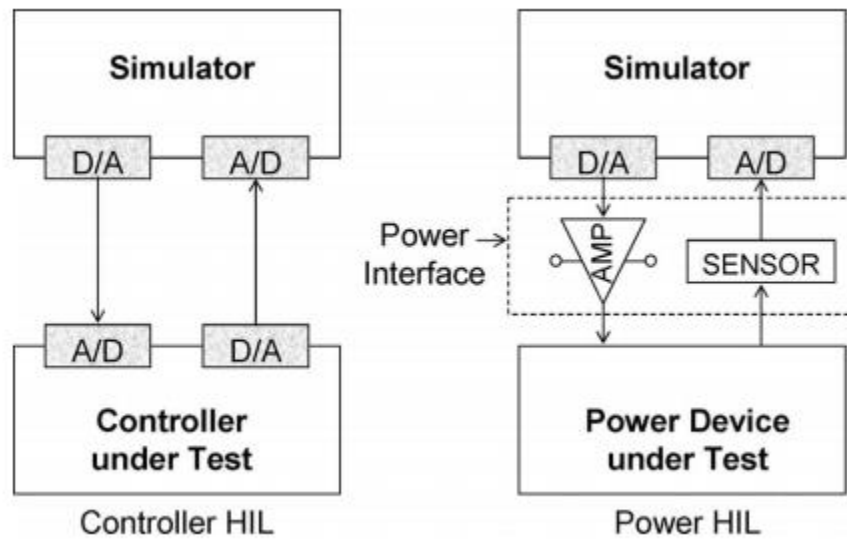 Simulator
D/A
A/D
A/D
D/A
Controller
under Test
Controller HIL
Simulator
D/A
A/D
Power
Interface
AMP
SENSOR
Power Device
under Test
Power HIL